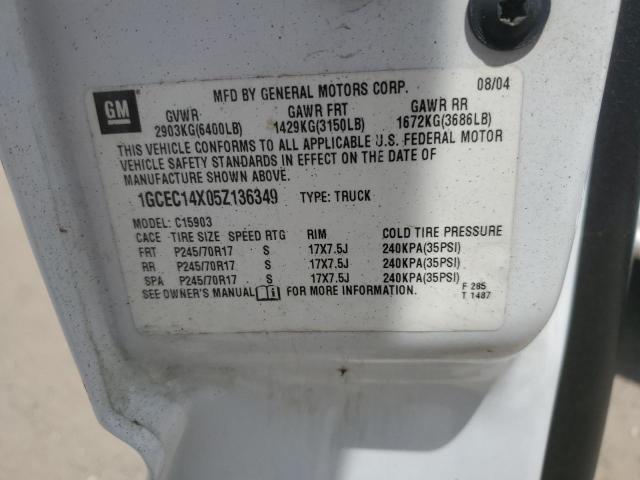 MFD BY GENERAL MOTORS CORP. 08/04
GM
GVWR GAWR FRT GAWR RR
2903KG(6400LB) 1429KG(3150LB) 1672KG(3686LB)
THIS VEHICLE CONFORMS TO ALL APPLICABLE U.S. FEDERAL MOTOR
VEHICLE SAFETY STANDARDS IN EFFECT ON THE DATE OF
MANUFACTURE SHOWN ABOVE.
1GCEC14X05Z136349 TYPE: TRUCK
MODEL: C15903
CACE TIRE SIZE SPEED RTG RIM COLD TIRE PRESSURE
FRT P245/70R17 S 17X7.5J 240KPA(35PSI)
RR P245/70R17 S 17X7.5J 240KPA(35PSI)
SPA P245/70R17 S 17X7.5J 240KPA(35PSI)
SEE OWNER'S MANUAL FOR MORE INFORMATION. F 285
T 1487